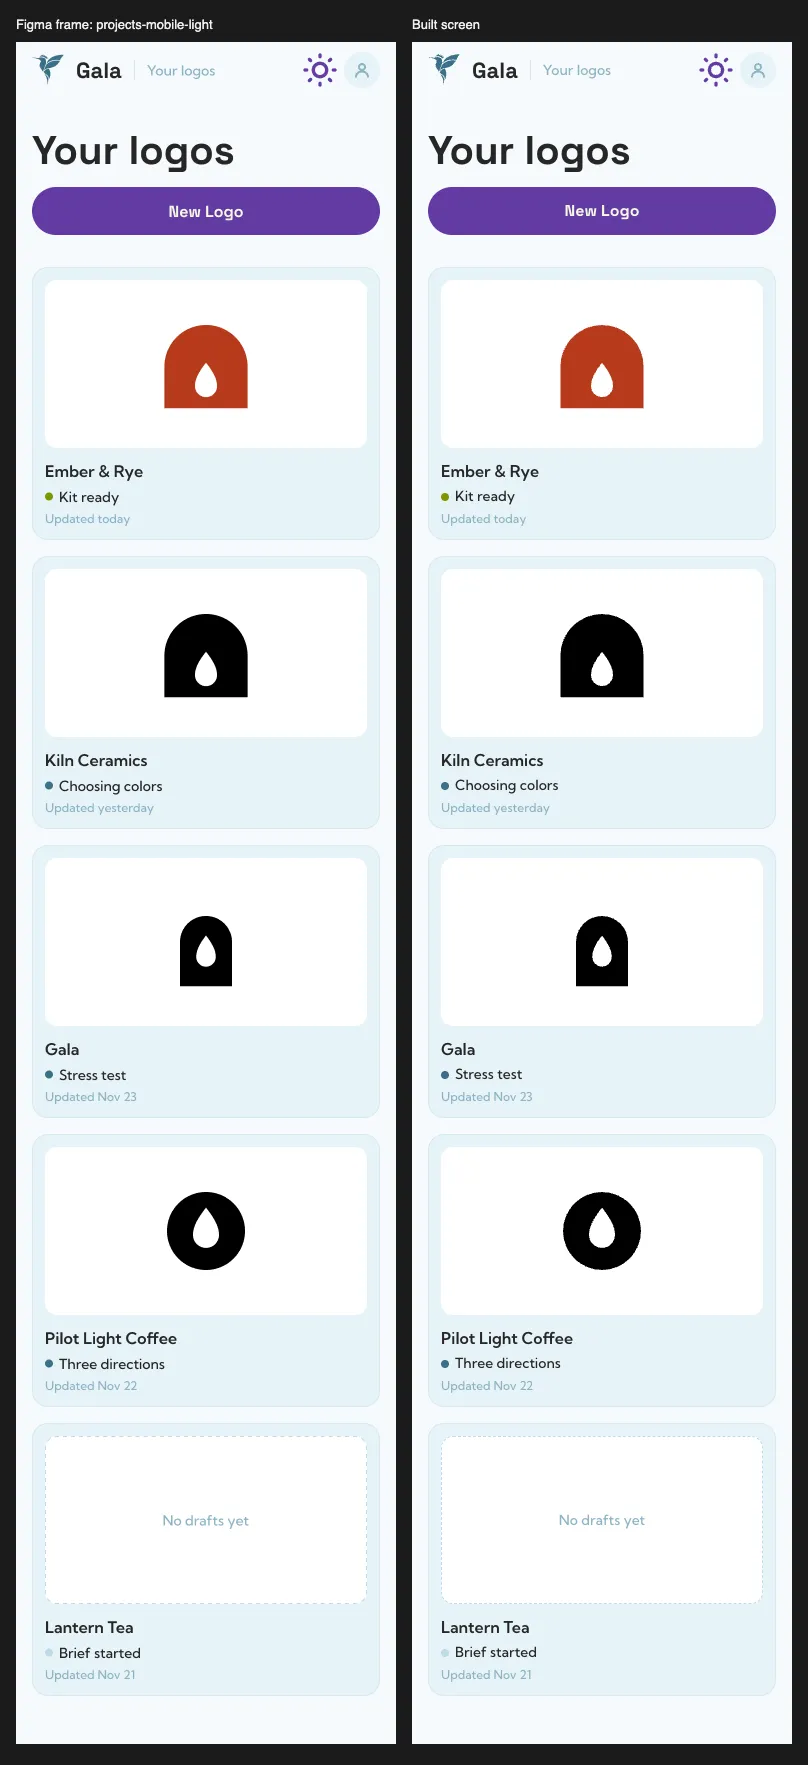 Figma frame: projects-mobile-light
Gala
Your logos
Your logos
New Logo
Ember & Rye
Kit ready
Updated today
Kiln Ceramics
Choosing colors
Updated yesterday
Gala
Stress test
Updated Nov 23
Pilot Light Coffee
Three directions
Updated Nov 22
No drafts yet
Lantern Tea
Brief started
Updated Nov 21
Built screen
Gala
Your logos
Your logos
New Logo
Ember & Rye
Kit ready
Updated today
Kiln Ceramics
Choosing colors
Updated yesterday
Gala
Stress test
Updated Nov 23
Pilot Light Coffee
Three directions
Updated Nov 22
No drafts yet
Lantern Tea
Brief started
Updated Nov 21